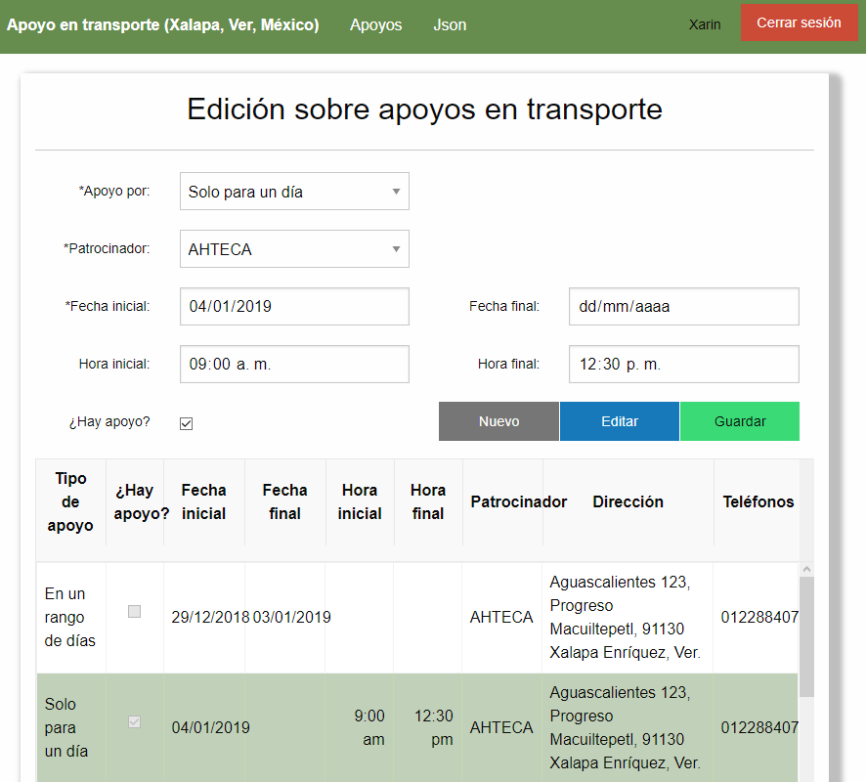 Apoyo en transporte (Xalapa, Ver, México) Apoyos Json Xarin Cerrar sesión
Edición sobre apoyos en transporte
*Apoyo por: Solo para un día
*Patrocinador: AHTECA
*Fecha inicial: 04/01/2019 Fecha final: dd/mm/aaaa
Hora inicial: 09:00 a. m. Hora final: 12:30 p. m.
¿Hay apoyo? Nuevo Editar Guardar
Tipo
de
apoyo
¿Hay
apoyo?
Fecha
inicial
Fecha
final
Hora
inicial
Hora
final
Patrocinador
Dirección
Teléfonos
En un
rango
de días
29/12/2018
03/01/2019
AHTECA
Aguascalientes 123,
Progreso
Macuiltepetl, 91130
Xalapa Enríquez, Ver.
012288407
Solo
para
un día
04/01/2019
9:00
am
12:30
pm
AHTECA
Aguascalientes 123,
Progreso
Macuiltepetl, 91130
Xalapa Enríquez, Ver.
012288407